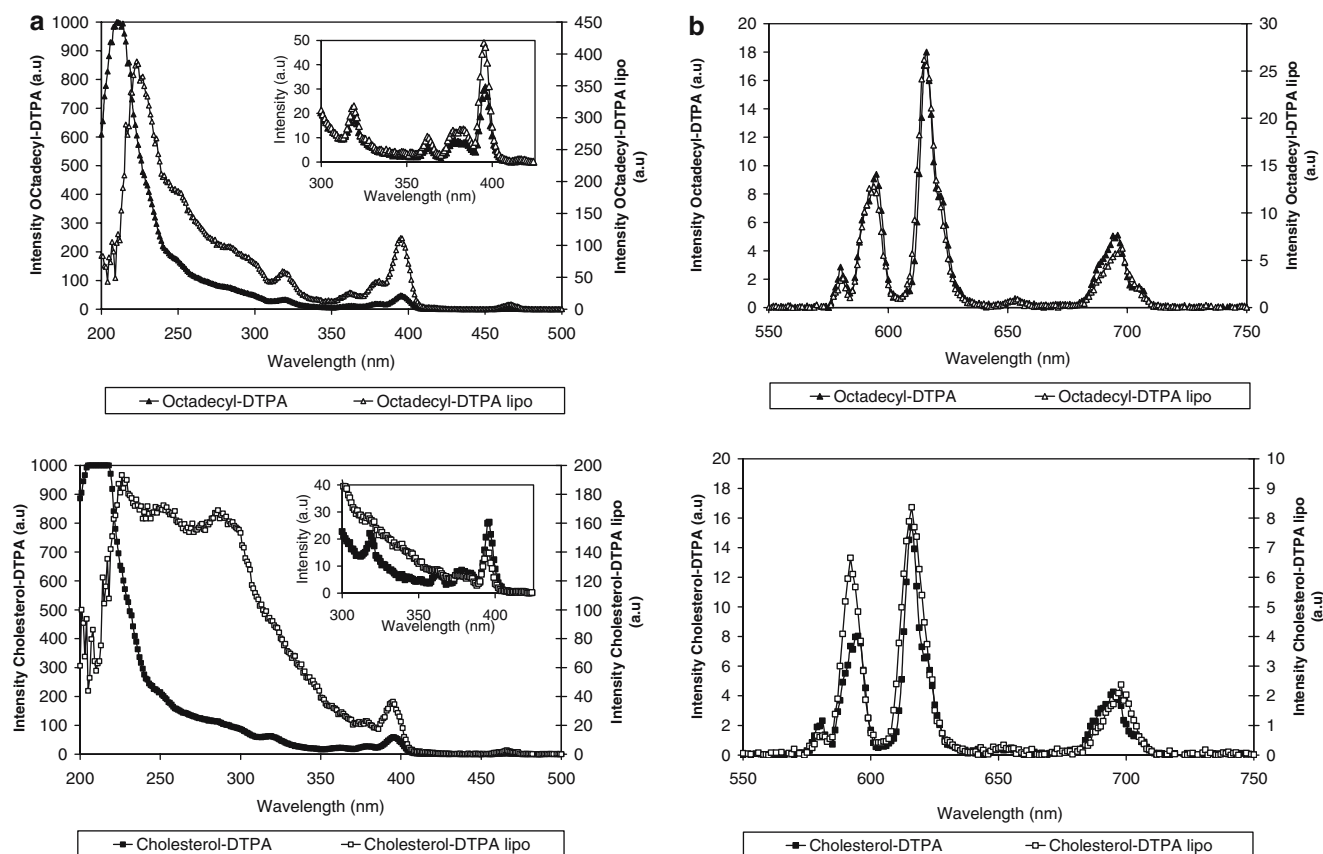 a
1000
900
800
700
600
500
400
300
200
100
0
Intensity OCtadecyl-DTPA (a.u)
450
400
350
300
250
200
150
100
50
0
Intensity OCtadecyl-DTPA lipo
(a.u)
200 250 300 350 400 450 500
Wavelength (nm)
50
40
30
20
10
0
Intensity (a.u)
300 350 400
Wavelength (nm)
Octadecyl-DTPA Octadecyl-DTPA lipo
b
20
18
16
14
12
10
8
6
4
2
0
Intensity Octadecyl-DTPA (a.u)
30
25
20
15
10
5
0
Intensity Octadecyl-DTPA lipo
(a.u)
550 600 650 700 750
Wavelength (nm)
Octadecyl-DTPA Octadecyl-DTPA lipo
1000
900
800
700
600
500
400
300
200
100
0
Intensity Cholesterol-DTPA (a.u)
200
180
160
140
120
100
80
60
40
20
0
Intensity Cholesterol-DTPA lipo
(a.u)
200 250 300 350 400 450 500
Wavelength (nm)
40
30
20
10
0
Intensity (a.u)
300 350 400
Wavelength (nm)
Cholesterol-DTPA Cholesterol-DTPA lipo
20
18
16
14
12
10
8
6
4
2
0
Intensity Cholesterol-DTPA (a.u)
10
9
8
7
6
5
4
3
2
1
0
Intensity Cholesterol-DTPA lipo
(a.u)
550 600 650 700 750
Wavelength (nm)
Cholesterol-DTPA Cholesterol-DTPA lipo